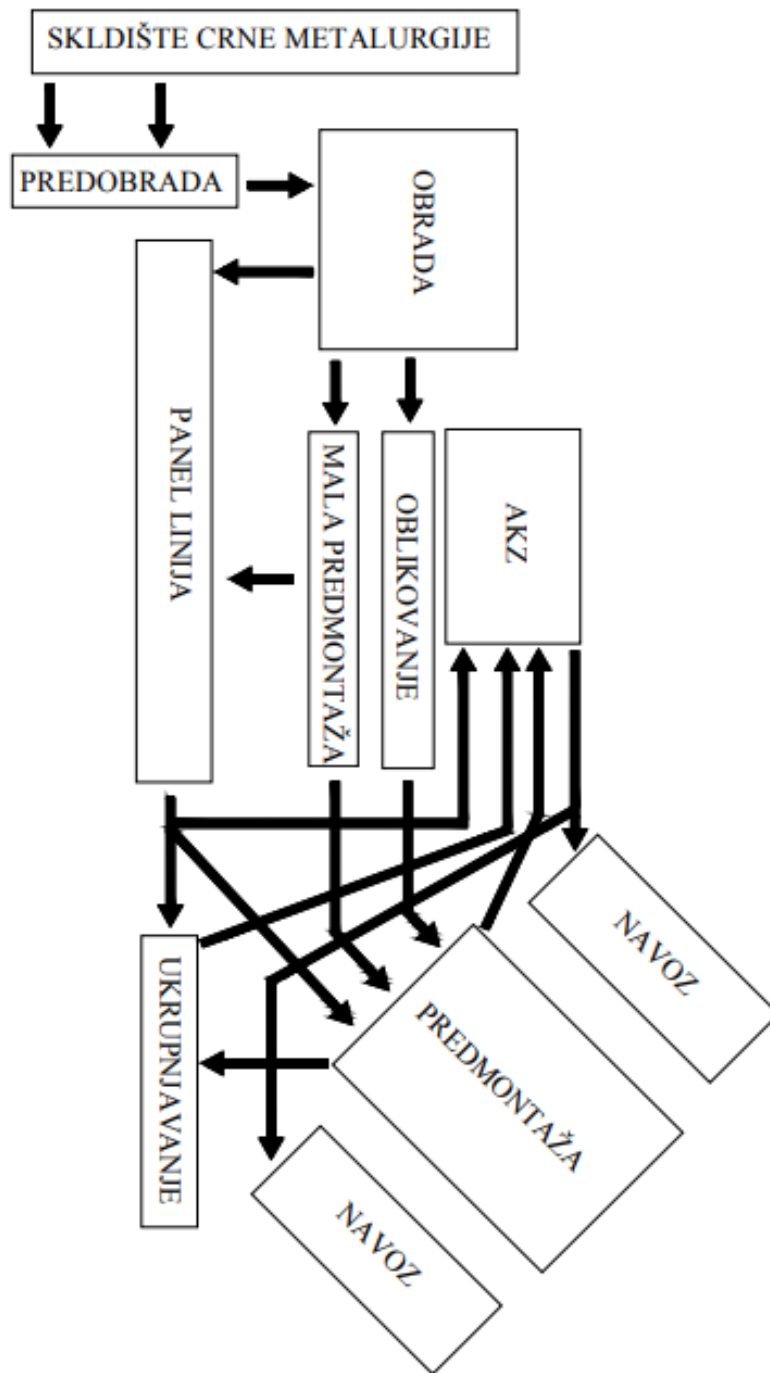 SKLDIŠTE CRNE METALURGIJE
PREDOBRADA
OBRADA
PANEL LINIJA
MALA PREDMONTAŽA
OBLIKOVANJE
AKZ
NAVOZ
PREDMONTAŽA
UKRUPNJAVANJE
NAVOZ